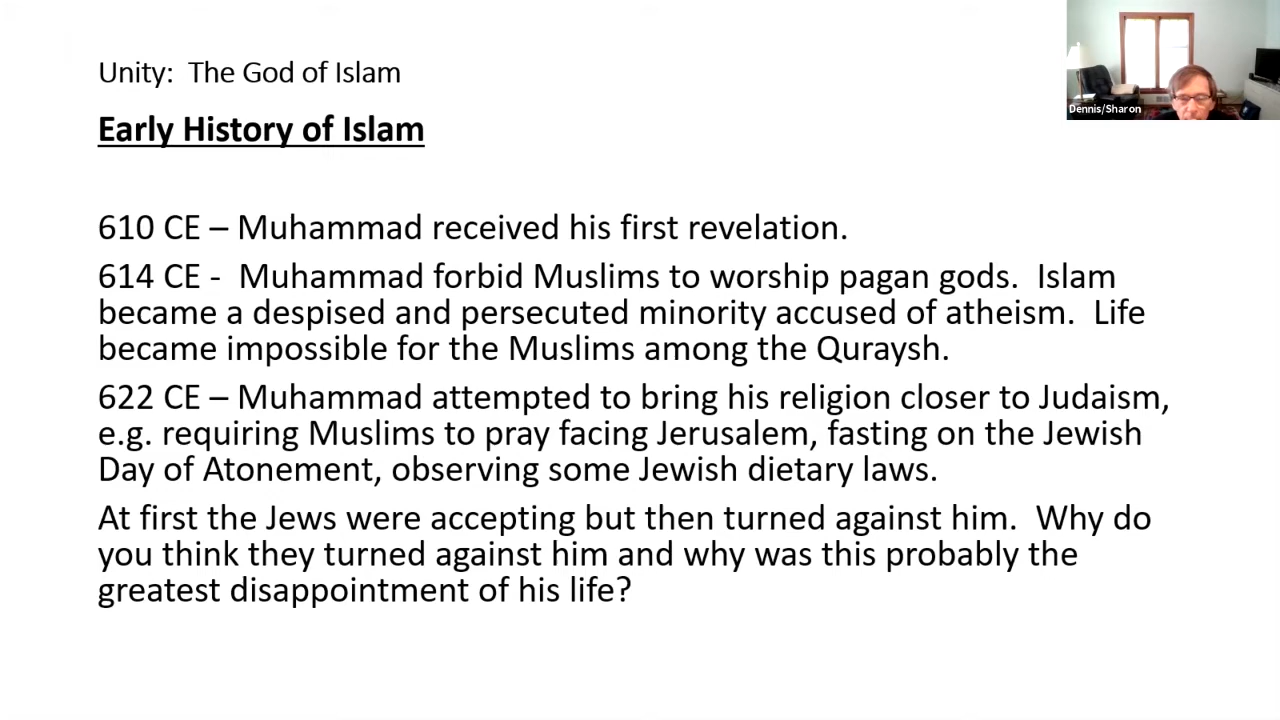 Unity:  The God of Islam
Dennis/Sharon
Early History of Islam
610 CE – Muhammad received his first revelation.
614 CE -  Muhammad forbid Muslims to worship pagan gods.  Islam
became a despised and persecuted minority accused of atheism.  Life
became impossible for the Muslims among the Quraysh.
622 CE – Muhammad attempted to bring his religion closer to Judaism,
e.g. requiring Muslims to pray facing Jerusalem, fasting on the Jewish
Day of Atonement, observing some Jewish dietary laws.
At first the Jews were accepting but then turned against him.  Why do
you think they turned against him and why was this probably the
greatest disappointment of his life?